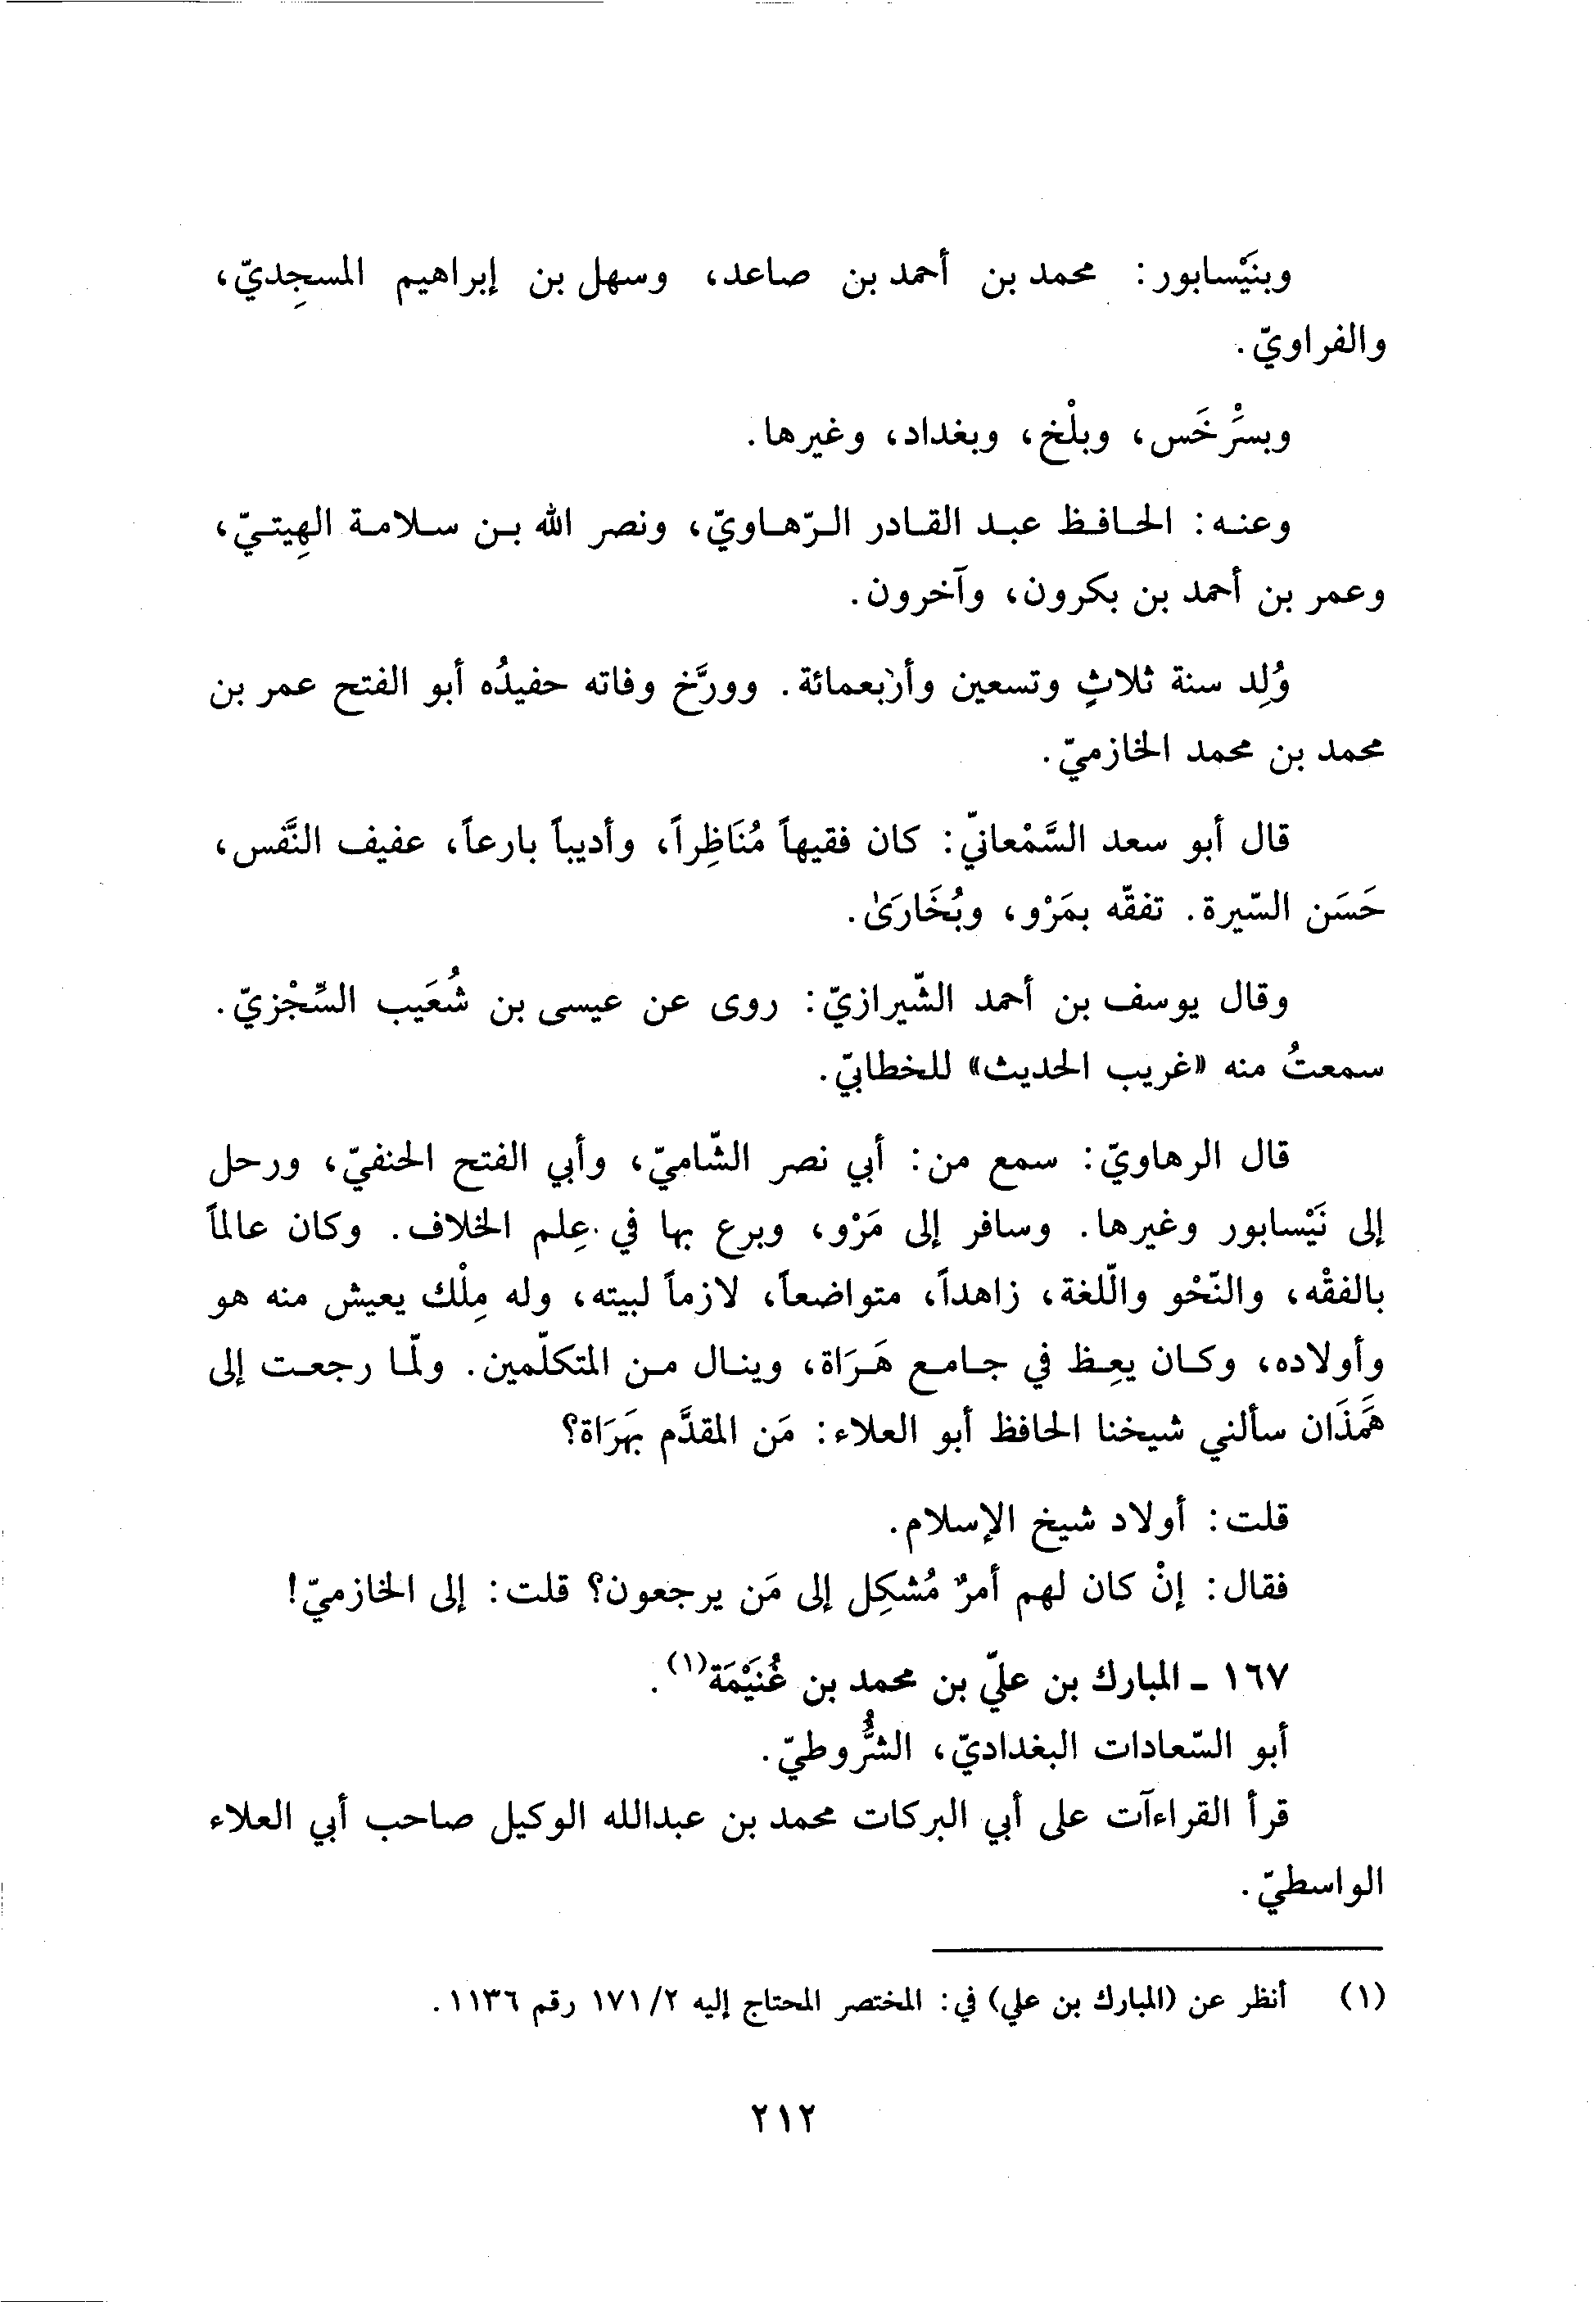 وبنَيْسابور: محمد بن أحمد بن صاعد، وسهل بن إبراهيم المسجِديّ،
والفراويّ.
وبسَرْخَس، وبلْخ، وبغداد، وغيرها.
وعنه: الحافظ عبد القادر الرّهاويّ، ونصر الله بن سلامة الهِيتيّ،
وعمر بن أحمد بن بكرون، وآخرون.
وُلِد سنة ثلاثٍ وتسعين وأربعمائة. وورَّخ وفاته حفيدُه أبو الفتح عمر بن
محمد بن محمد الخازميّ.
قال أبو سعد السَّمْعانيّ: كان فقيهاً مُنَاظِراً، وأديباً بارعاً، عفيف النَّفس،
حَسَن السّيرة. تفقّه بمَرْو، وبُخَارَىٰ.
وقال يوسف بن أحمد الشّيرازيّ: روى عن عيسى بن شُعَيب السِّجْزيّ.
سمعتُ منه «غريب الحديث» للخطابيّ.
قال الرهاويّ: سمع من: أبي نصر الشّاميّ، وأبي الفتح الحنفيّ، ورحل
إلى نَيْسابور وغيرها. وسافر إلى مَرْو، وبرع بها في عِلم الخلاف. وكان عالماً
بالفقْه، والنّحْو واللّغة، زاهداً، متواضعاً، لازماً لبيته، وله مِلْك يعيش منه هو
وأولاده، وكان يعِظ في جامع هَرَاة، وينال من المتكلّمين. ولمّا رجعت إلى
هَمَذَان سألني شيخنا الحافظ أبو العلاء: مَن المقدَّم بهَرَاة؟
قلت: أولاد شيخ الإسلام.
فقال: إنْ كان لهم أمرٌ مُشكِل إلى مَن يرجعون؟ قلت: إلى الخازميّ!
١٦٧ ـ المبارك بن عليّ بن محمد بن غُنَيْمَة(١).
أبو السّعادات البغداديّ، الشُّروطيّ.
قرأ القراءآت على أبي البركات محمد بن عبدالله الوكيل صاحب أبي العلاء
الواسطيّ.
(١) أنظر عن (المبارك بن علي) في: المختصر المحتاج إليه ٢/ ١٧١ رقم ١١٣٦.
٢١٢